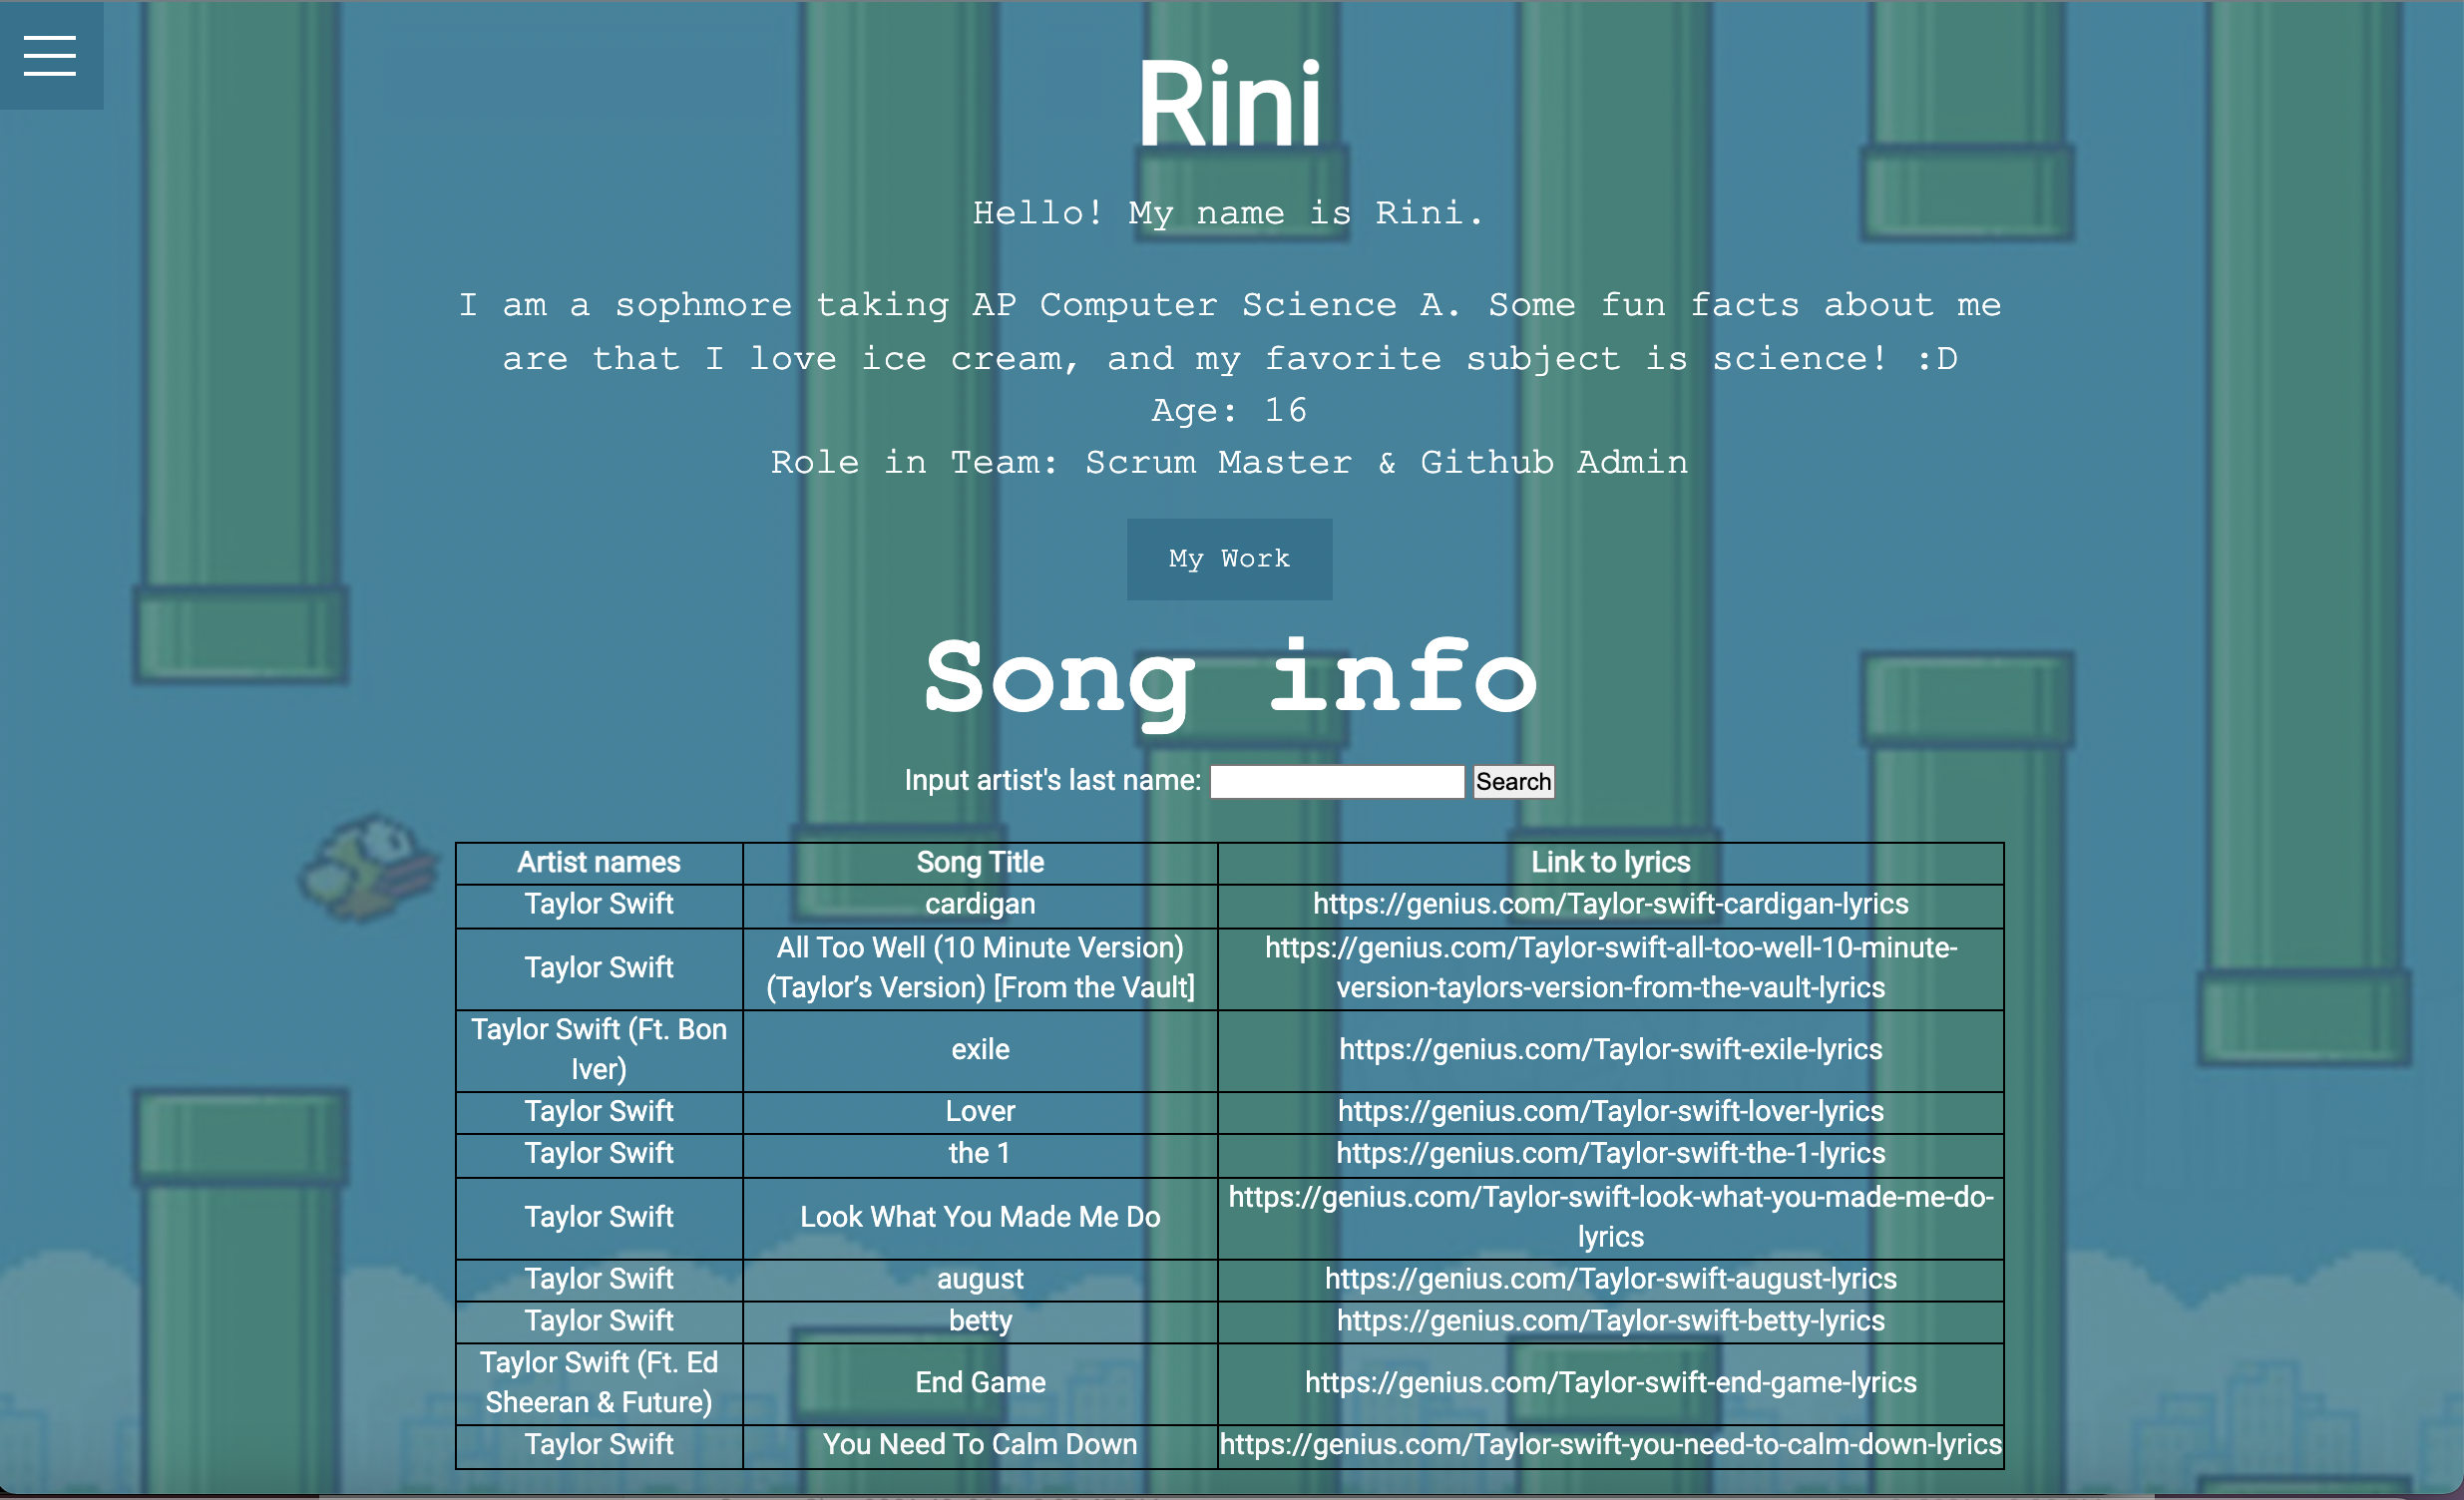 Rini
Hello! My name is Rini.
I am a sophmore taking AP Computer Science A. Some fun facts about me
are that I love ice cream, and my favorite subject is science! :D
Age: 16
Role in Team: Scrum Master & Github Admin
My Work
Song info
Input artist's last name: Search
Artist names Song Title Link to lyrics
Taylor Swift cardigan https://genius.com/Taylor-swift-cardigan-lyrics
Taylor Swift All Too Well (10 Minute Version) https://genius.com/Taylor-swift-all-too-well-10-minute-
(Taylor’s Version) [From the Vault] version-taylors-version-from-the-vault-lyrics
Taylor Swift (Ft. Bon
Iver) exile https://genius.com/Taylor-swift-exile-lyrics
Taylor Swift Lover https://genius.com/Taylor-swift-lover-lyrics
Taylor Swift the 1 https://genius.com/Taylor-swift-the-1-lyrics
Taylor Swift Look What You Made Me Do https://genius.com/Taylor-swift-look-what-you-made-me-do-
lyrics
Taylor Swift august https://genius.com/Taylor-swift-august-lyrics
Taylor Swift betty https://genius.com/Taylor-swift-betty-lyrics
Taylor Swift (Ft. Ed
Sheeran & Future) End Game https://genius.com/Taylor-swift-end-game-lyrics
Taylor Swift You Need To Calm Down https://genius.com/Taylor-swift-you-need-to-calm-down-lyrics